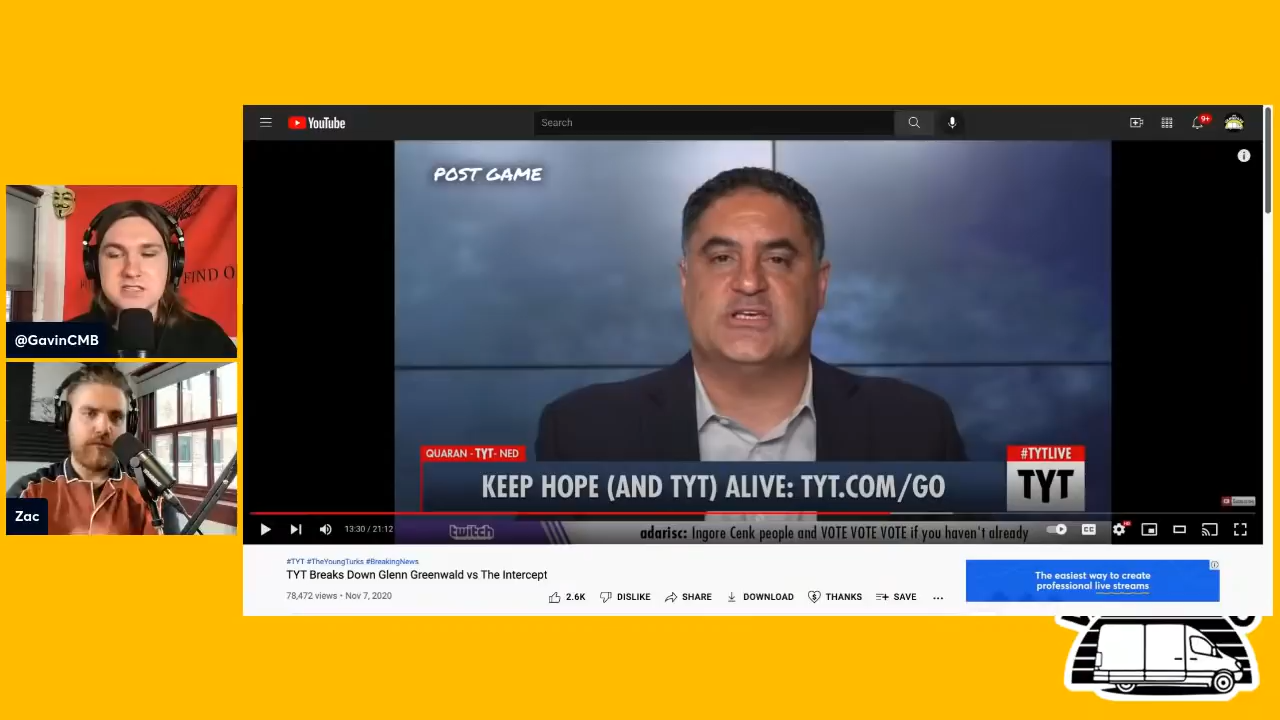 YouTube
Search
9+
POST GAME
FIND O
@GavinCMB
Zac
QUARAN - TYT - NED
#TYTLIVE
KEEP HOPE (AND TYT) ALIVE: TYT.COM/GO
TYT
13:30 / 21:12
CC
twitch
adarisc: Ingore Cenk people and VOTE VOTE VOTE if you haven't already
#TYT #TheYoungTurks #BreakingNews
TYT Breaks Down Glenn Greenwald vs The Intercept
78,472 views • Nov 7, 2020
2.6K
DISLIKE
SHARE
DOWNLOAD
THANKS
SAVE
The easiest way to create
professional live streams